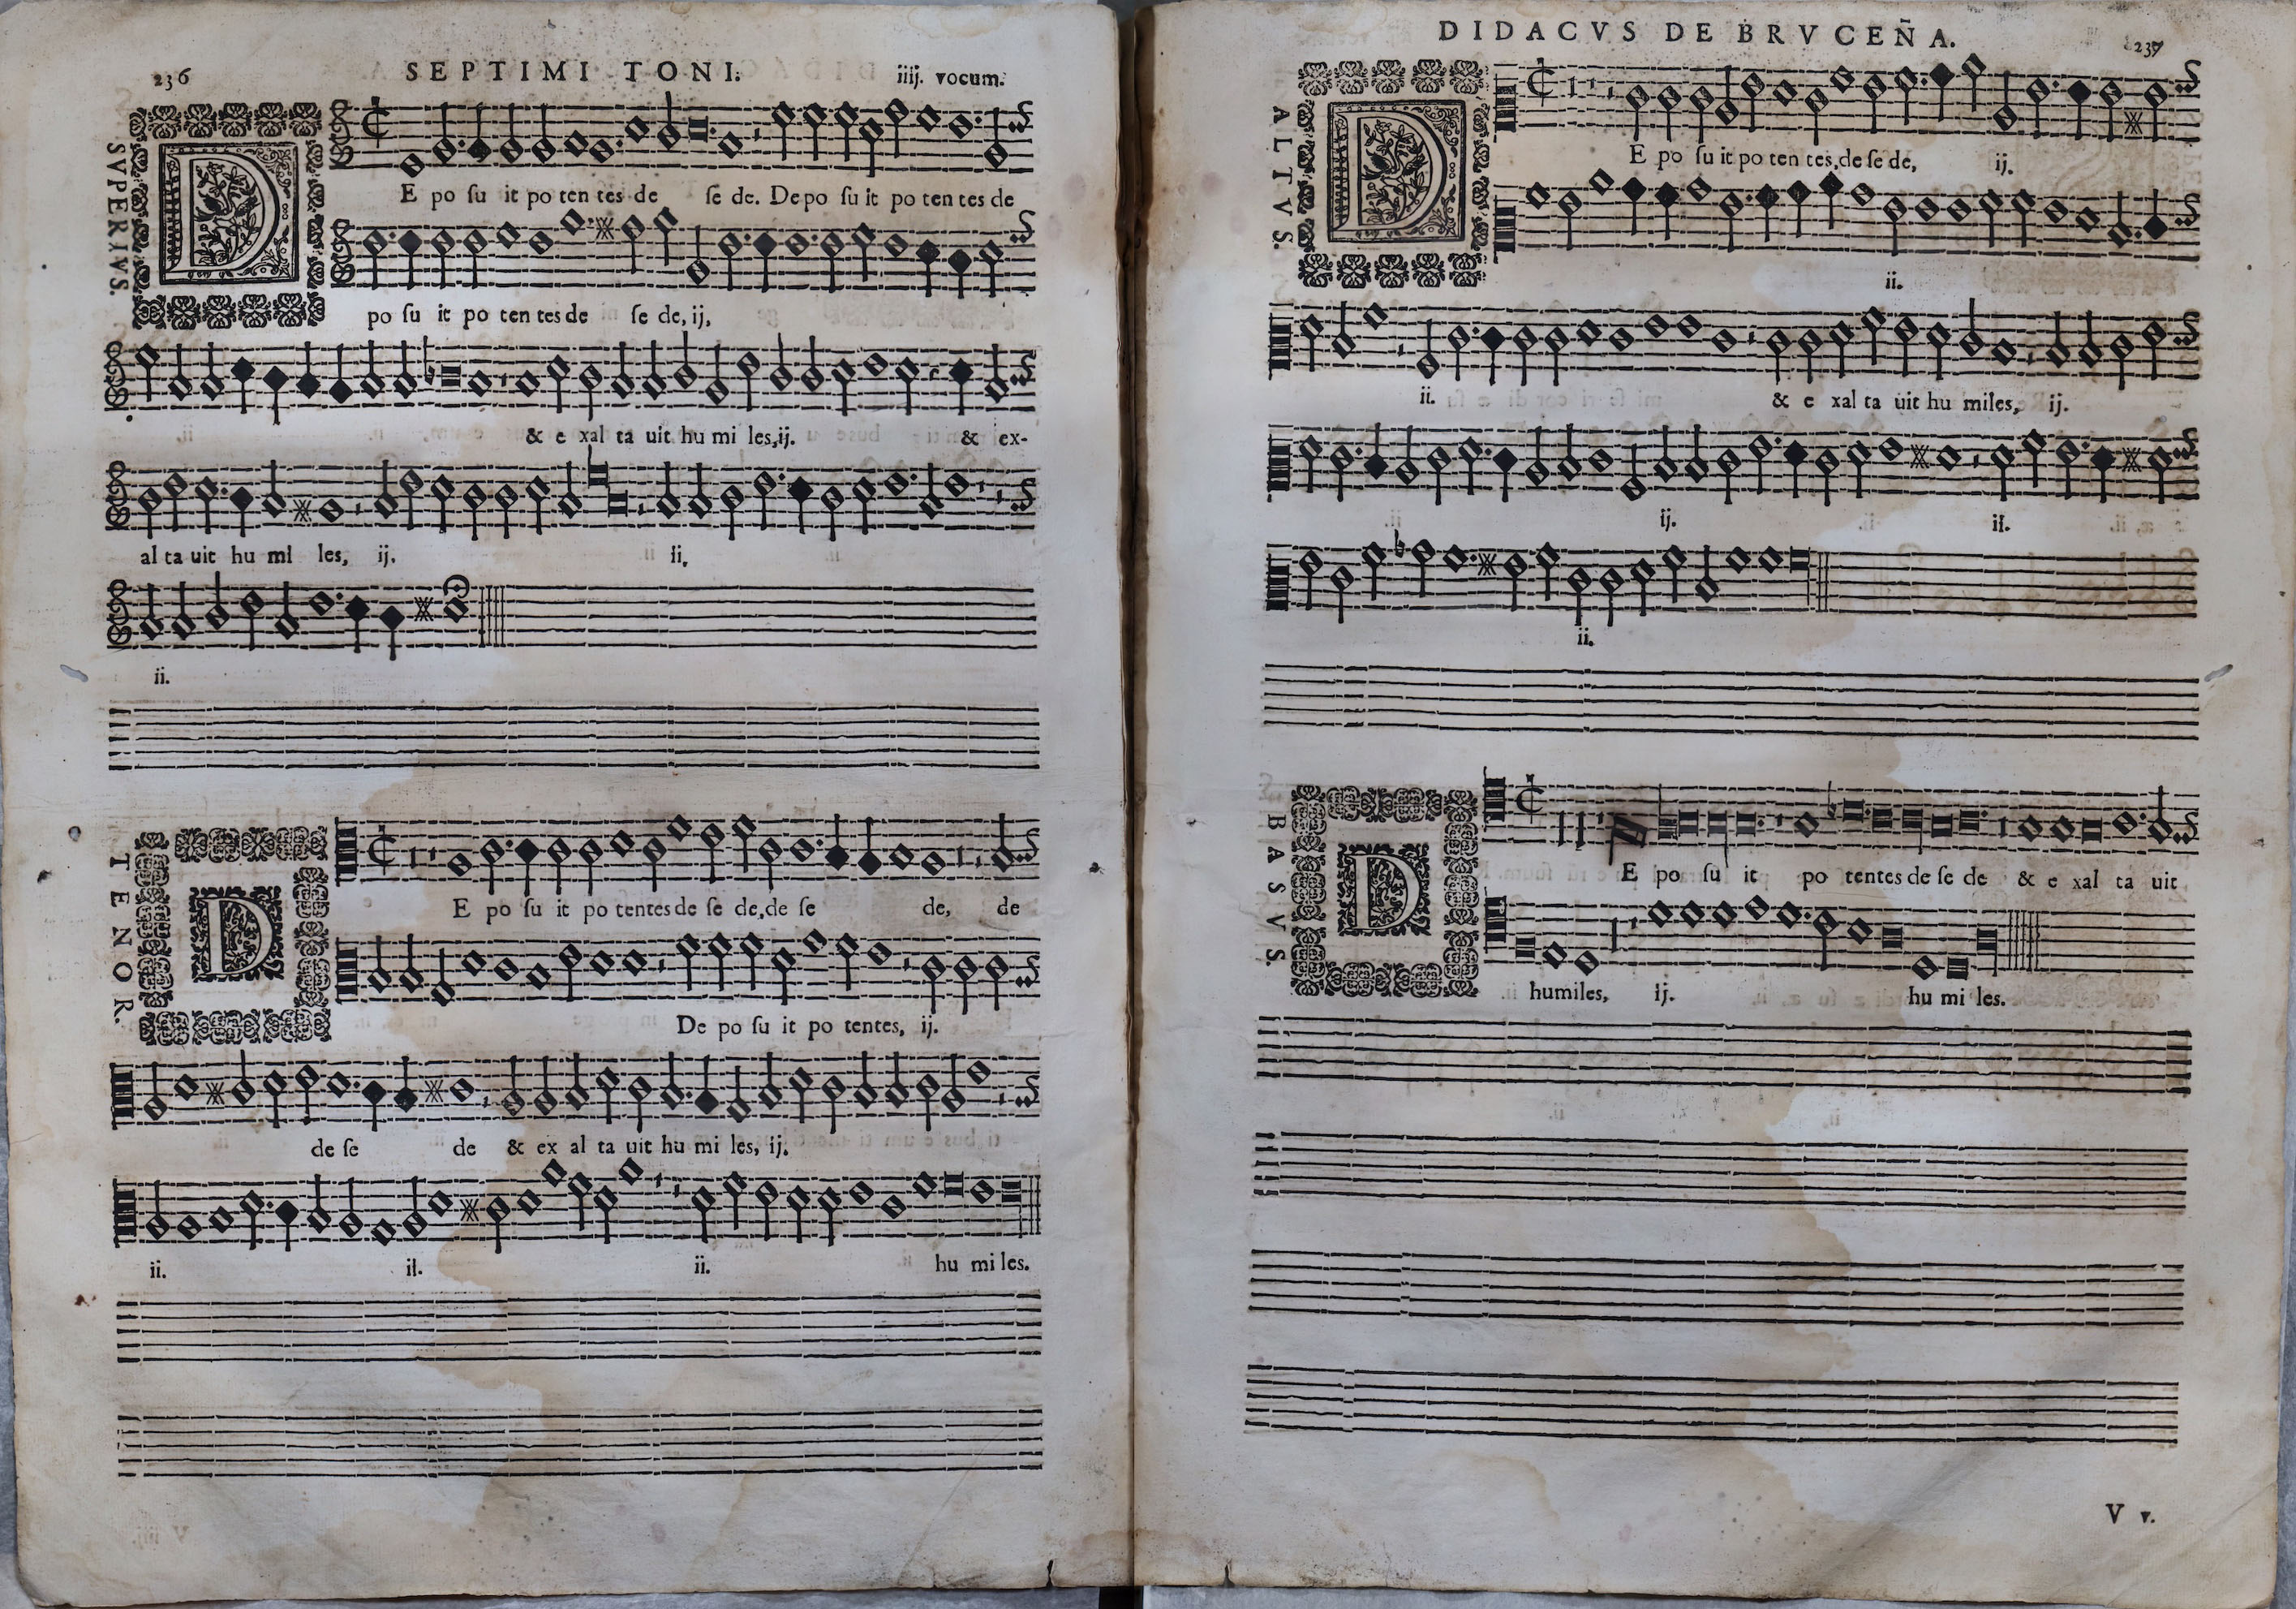 236 SEPTIMI TONI. iiij. vocum.
SVPERIVS.
E po ſu it po ten tes de ſe de. De po ſu it po ten tes de
po ſu it po ten tes de ſe de, ij,
& e xal ta uit hu mi les,ij. & ex-
al ta uit hu mi les, ij. ii.
ii.
TENOR.
E po ſu it po tentes de ſe de,de ſe de, de
De po ſu it po tentes, ij.
de ſe de & ex al ta uit hu mi les, ij.
ii. ii. ii. hu mi les.
DIDACVS DE BRVCEÑA. 237
ALTVS.
E po ſu it po ten tes,de ſe de, ij.
ii.
ii. & e xal ta uit hu miles, ij.
ij. ii.
ii.
BASVS.
E po ſu it po tentes de ſe de & e xal ta uit
humiles, ij. hu mi les.
V v.